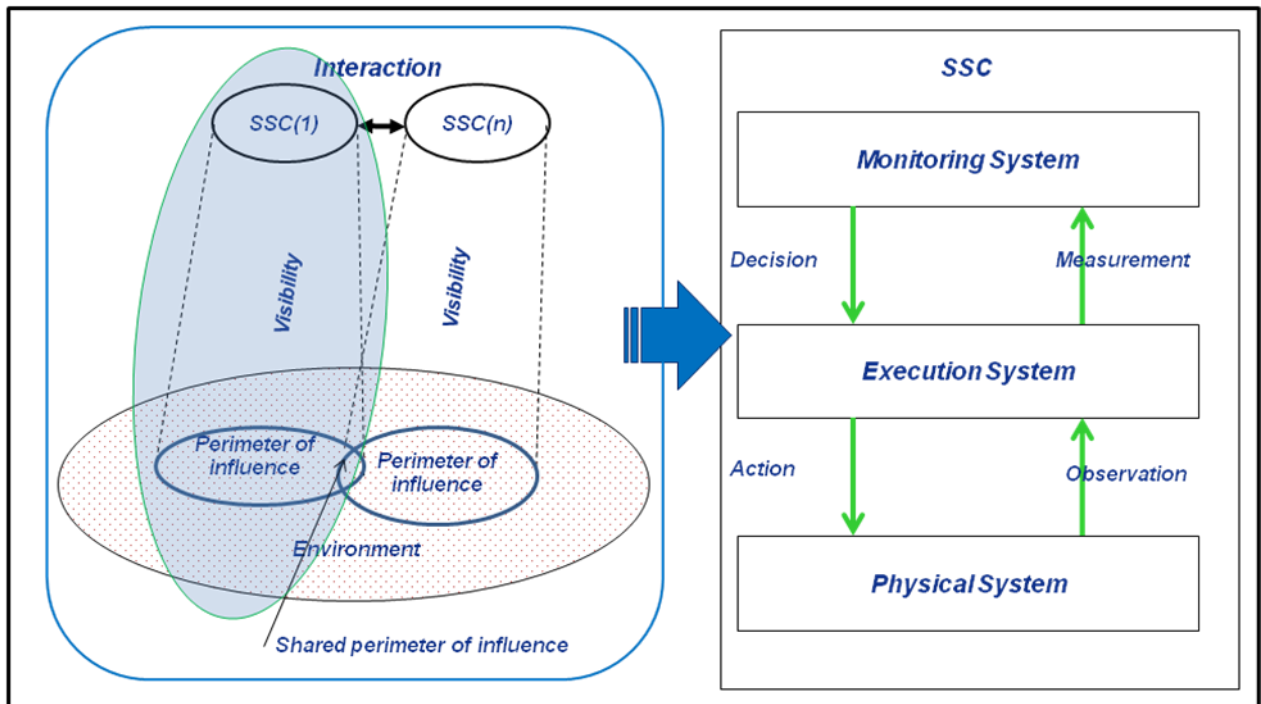 Interaction
SSC(1)
SSC(n)
Visibility
Visibility
Perimeter of
influence
Perimeter of
influence
Environment
Shared perimeter of influence
SSC
Monitoring System
Decision
Measurement
Execution System
Action
Observation
Physical System